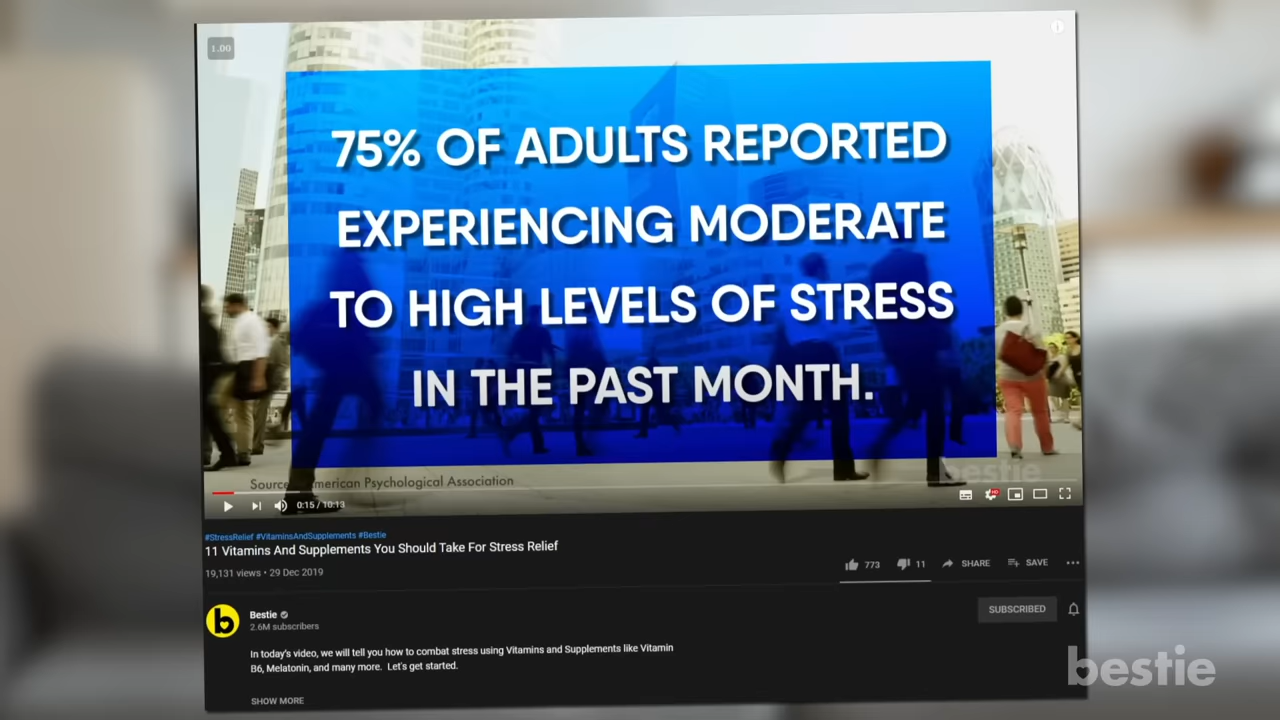 1.00
75% OF ADULTS REPORTED
EXPERIENCING MODERATE
TO HIGH LEVELS OF STRESS
IN THE PAST MONTH.
bestie
Source: American Psychological Association
0:15 / 10:13
HD
#StressRelief #VitaminsAndSupplements #Bestie
11 Vitamins And Supplements You Should Take For Stress Relief
19,131 views • 29 Dec 2019
773
11
SHARE
SAVE
b
Bestie
2.6M subscribers
SUBSCRIBED
In today's video, we will tell you how to combat stress using Vitamins and Supplements like Vitamin
B6, Melatonin, and many more. Let's get started.
SHOW MORE
bestie